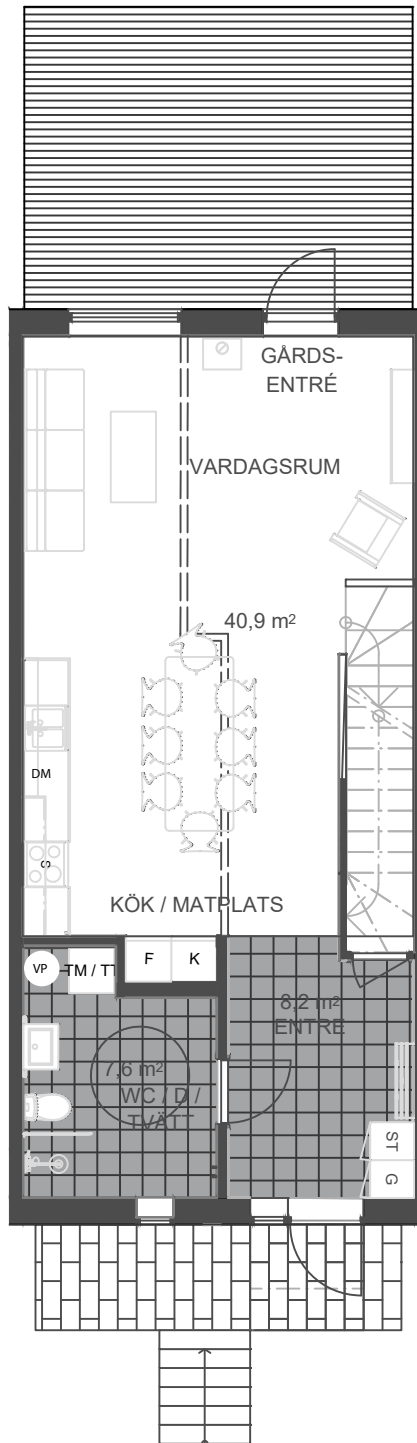 GÅRDS-
ENTRÉ
VARDAGSRUM
40,9 m²
DM
S
KÖK / MATPLATS
VP
TM / TT
F
K
8,2 m²
ENTRÉ
7,6 m²
WC / D /
TVÄTT
ST
G